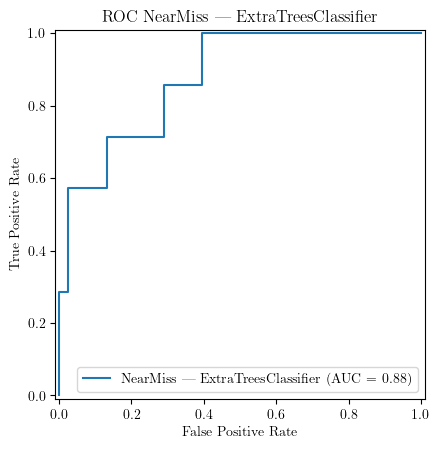 ROC NearMiss — ExtraTreesClassifier
1.0
0.8
0.6
0.4
0.2
0.0
True Positive Rate
NearMiss — ExtraTreesClassifier (AUC = 0.88)
0.0 0.2 0.4 0.6 0.8 1.0
False Positive Rate